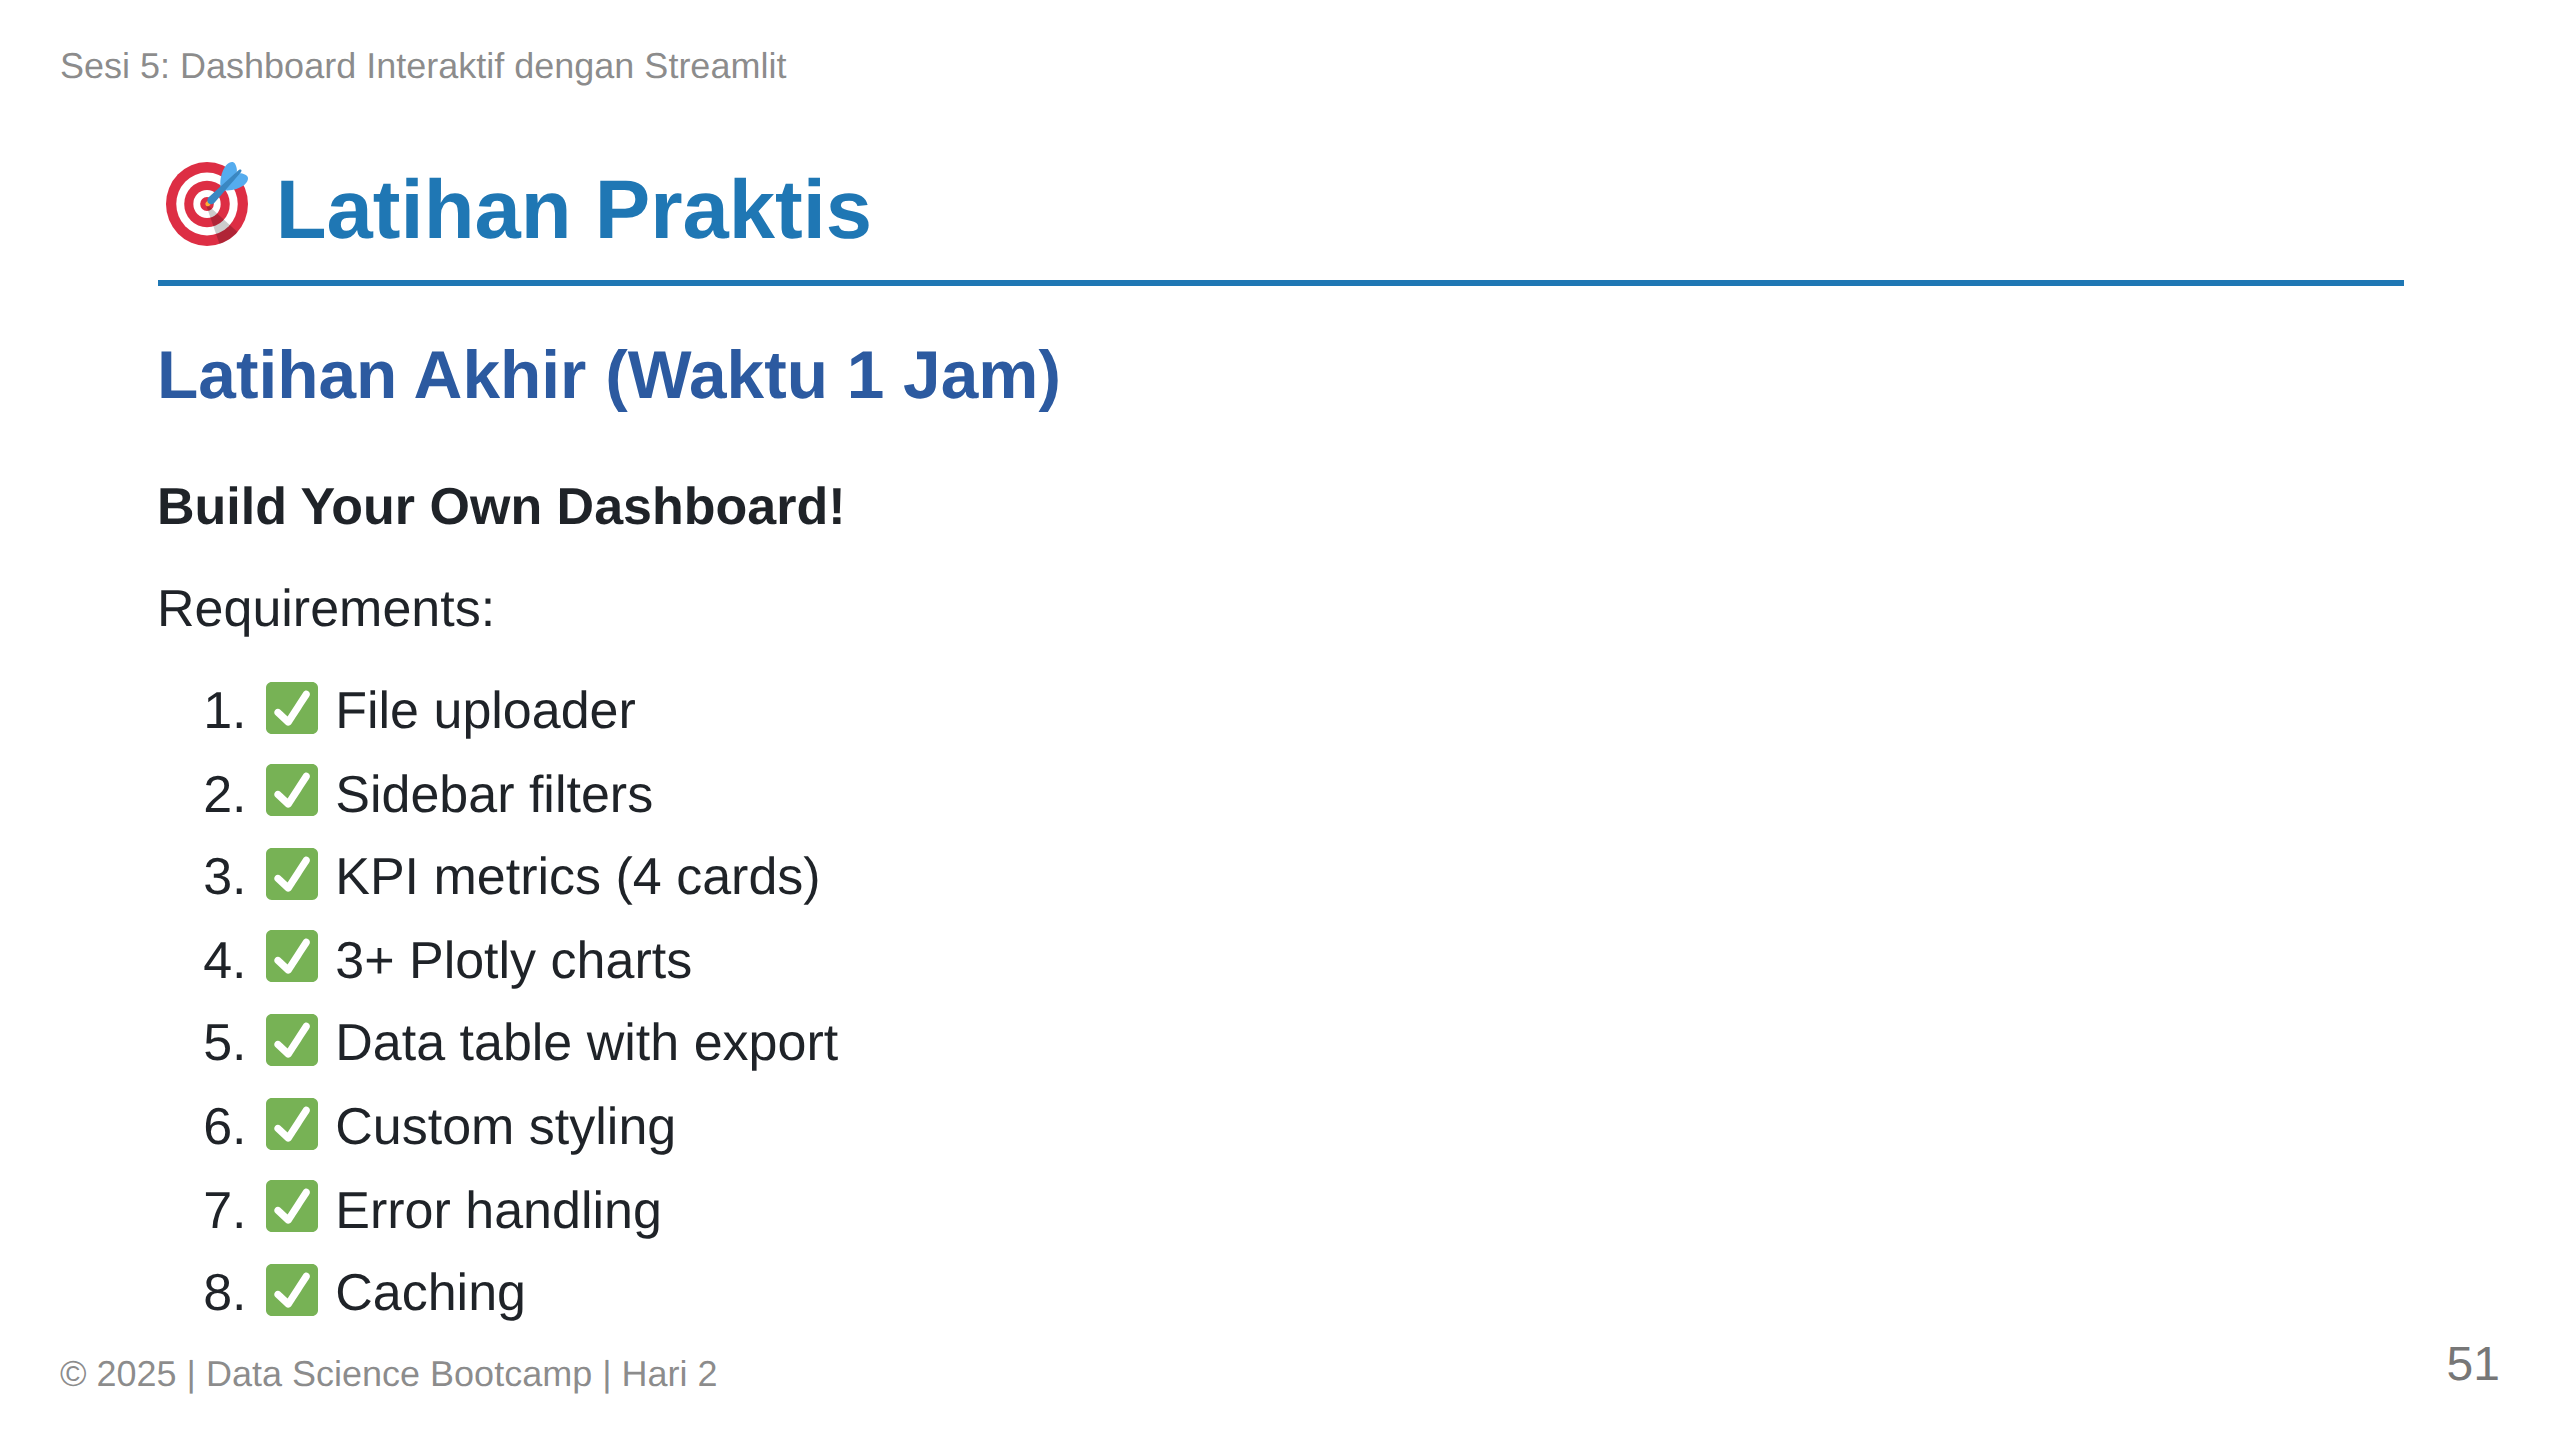 Sesi 5: Dashboard Interaktif dengan Streamlit
🎯 Latihan Praktis
Latihan Akhir (Waktu 1 Jam)
Build Your Own Dashboard!
Requirements:
1. ✅ File uploader
2. ✅ Sidebar filters
3. ✅ KPI metrics (4 cards)
4. ✅ 3+ Plotly charts
5. ✅ Data table with export
6. ✅ Custom styling
7. ✅ Error handling
8. ✅ Caching
© 2025 | Data Science Bootcamp | Hari 2
51